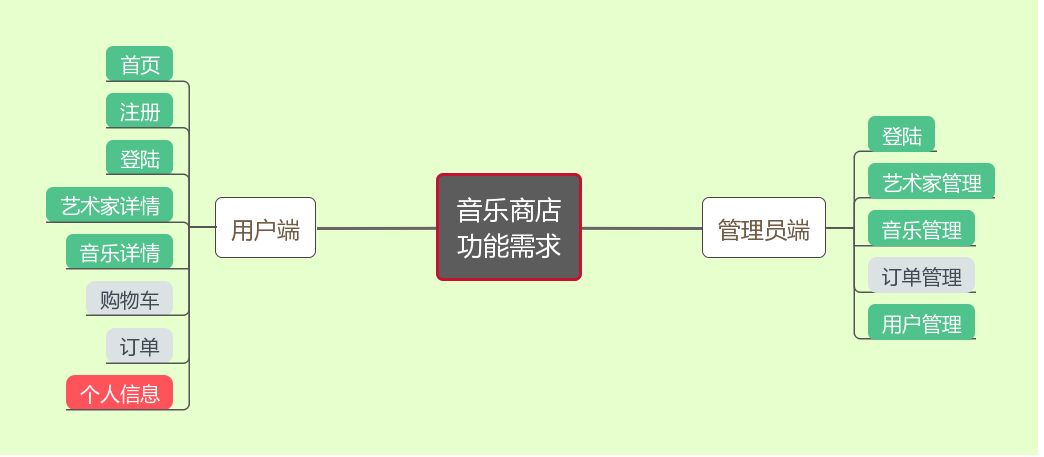 首页
注册
登陆
艺术家详情
音乐详情
购物车
订单
个人信息
用户端
音乐商店
功能需求
管理员端
登陆
艺术家管理
音乐管理
订单管理
用户管理